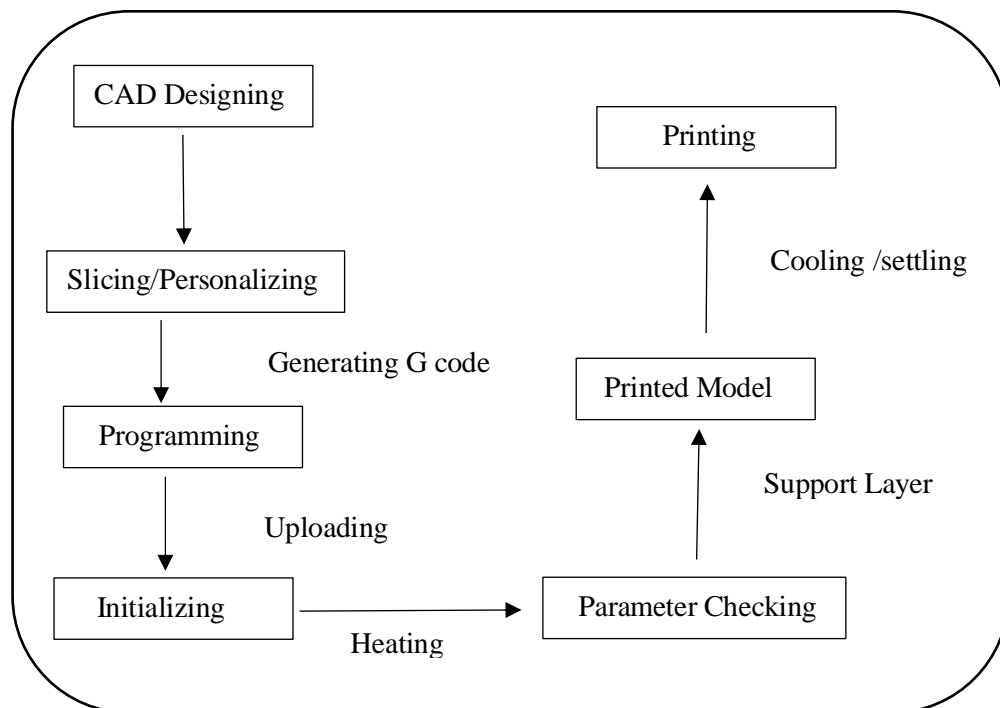 CAD Designing
Slicing/Personalizing
Generating G code
Programming
Uploading
Initializing
Heating
Parameter Checking
Support Layer
Printed Model
Cooling /settling
Printing